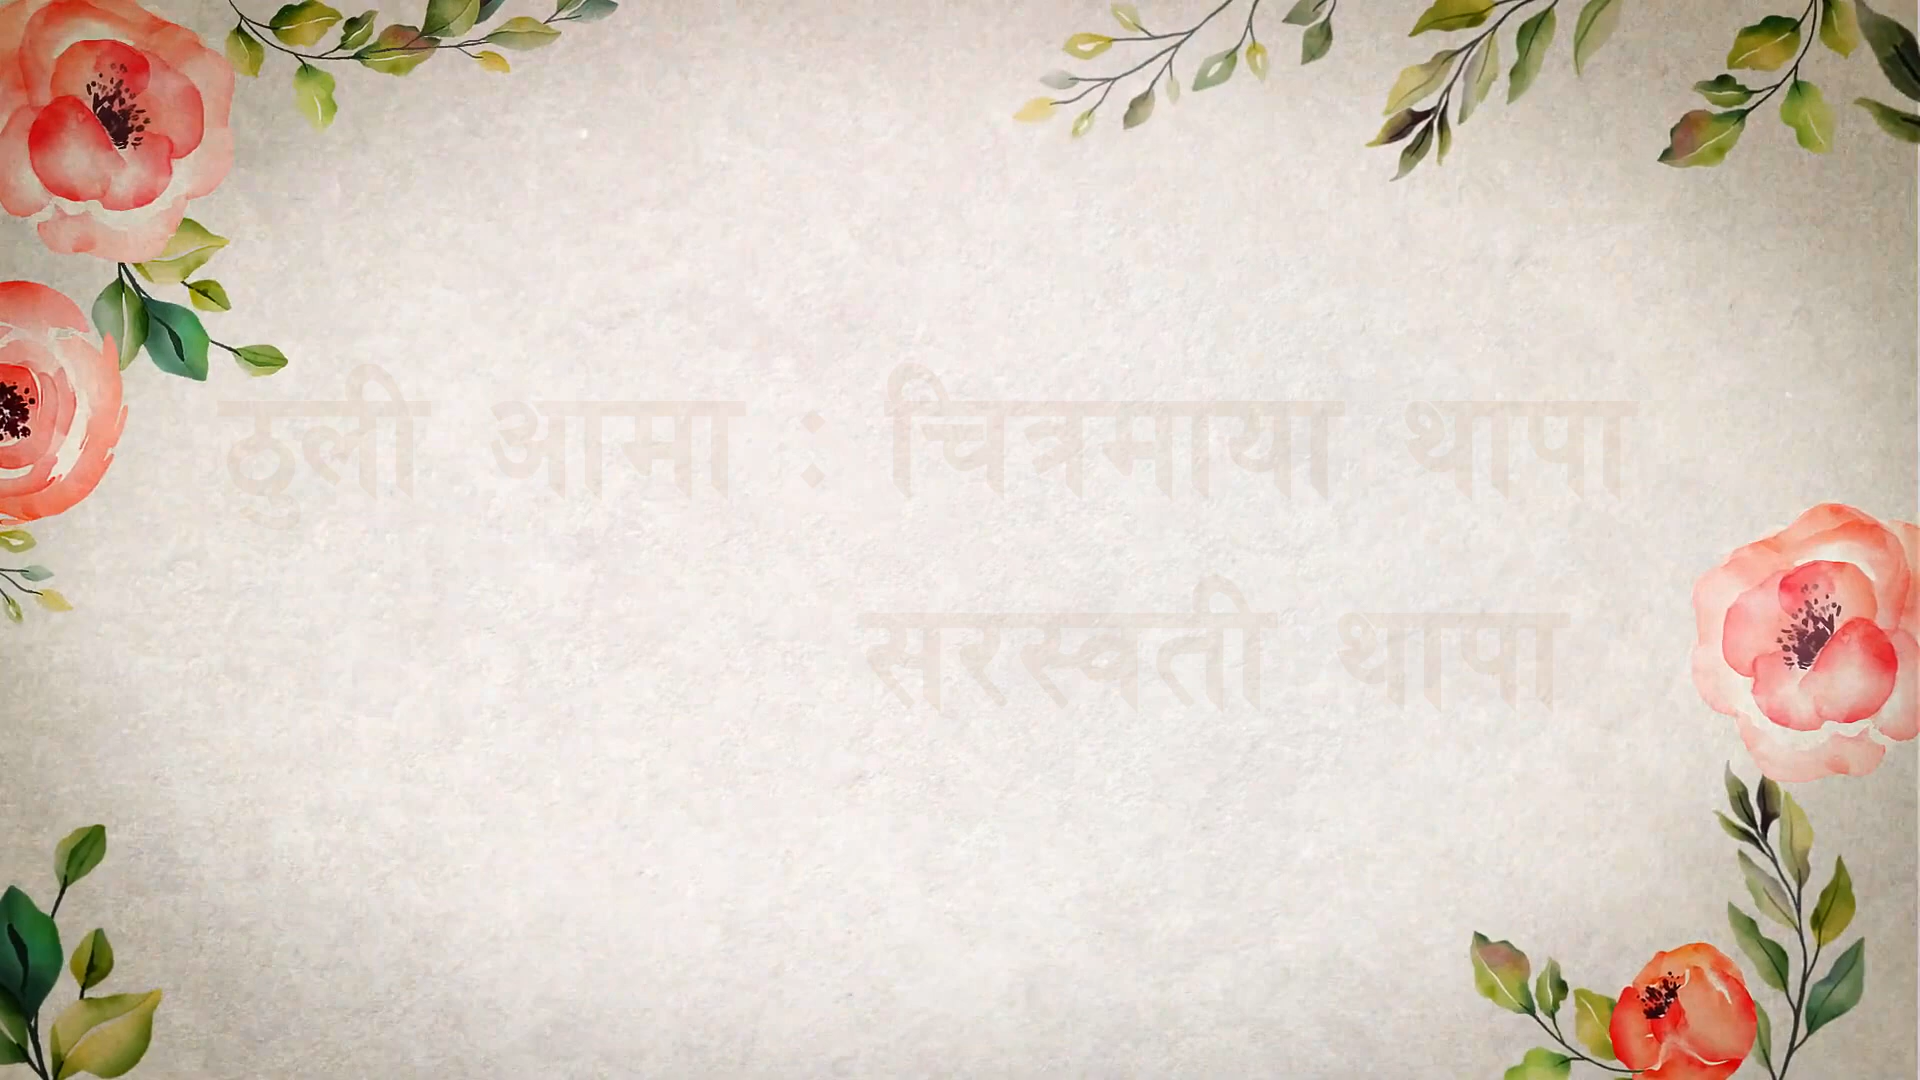 ठुली आमा : चित्रमाया थापा
सरस्वती थापा